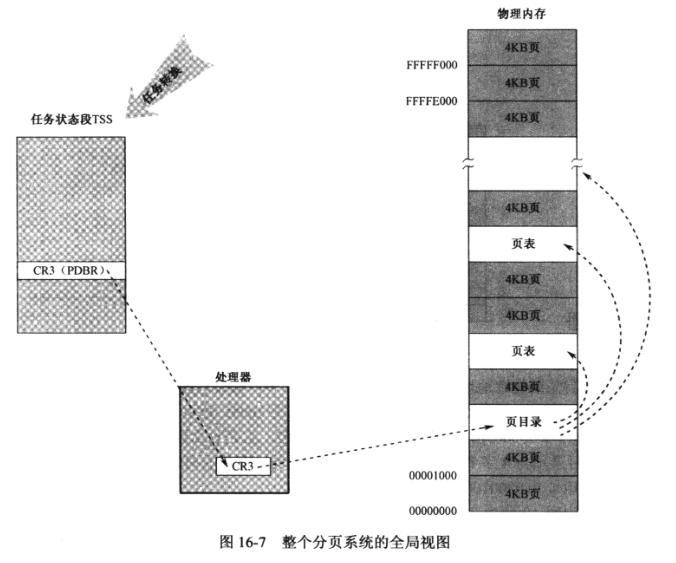 物理内存
4KB页
FFFFF000
4KB页
FFFFE000
4KB页
任务转换
任务状态段TSS
4KB页
页表
CR3（PDBR）
4KB页
4KB页
页表
处理器
4KB页
页目录
CR3
4KB页
00001000
4KB页
00000000
图 16-7 整个分页系统的全局视图